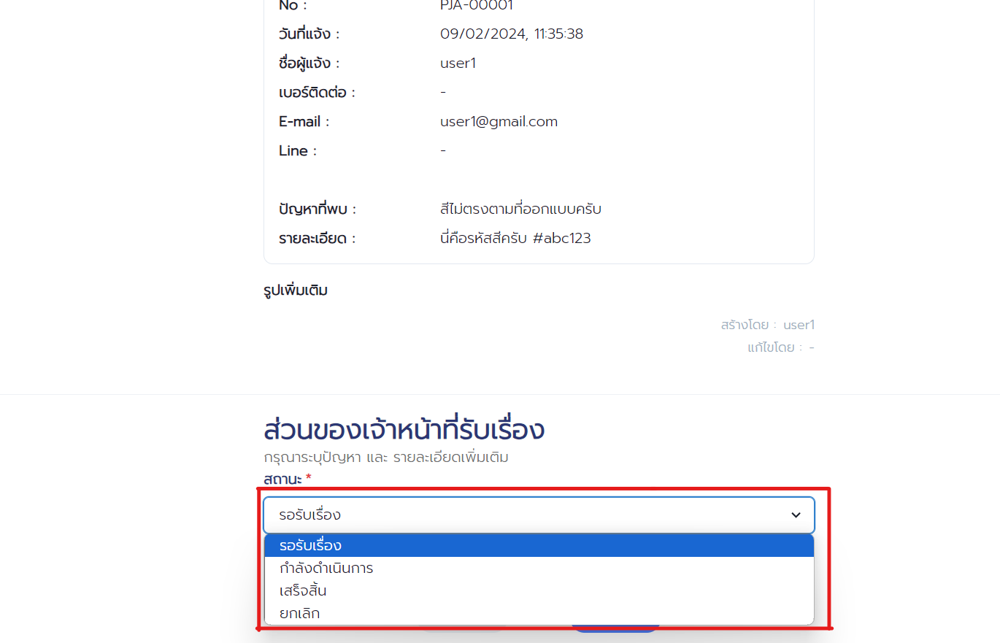 No : PJA-00001
วันที่แจ้ง : 09/02/2024, 11:35:38
ชื่อผู้แจ้ง : user1
เบอร์ติดต่อ : -
E-mail : user1@gmail.com
Line : -
ปัญหาที่พบ : สีไม่ตรงตามที่ออกแบบครับ
รายละเอียด : นี่คือรหัสสีครับ #abc123
รูปเพิ่มเติม
สร้างโดย : user1
แก้ไขโดย : -
ส่วนของเจ้าหน้าที่รับเรื่อง
กรุณาระบุปัญหา และ รายละเอียดเพิ่มเติม
สถานะ *
รอรับเรื่อง
รอรับเรื่อง
กำลังดำเนินการ
เสร็จสิ้น
ยกเลิก